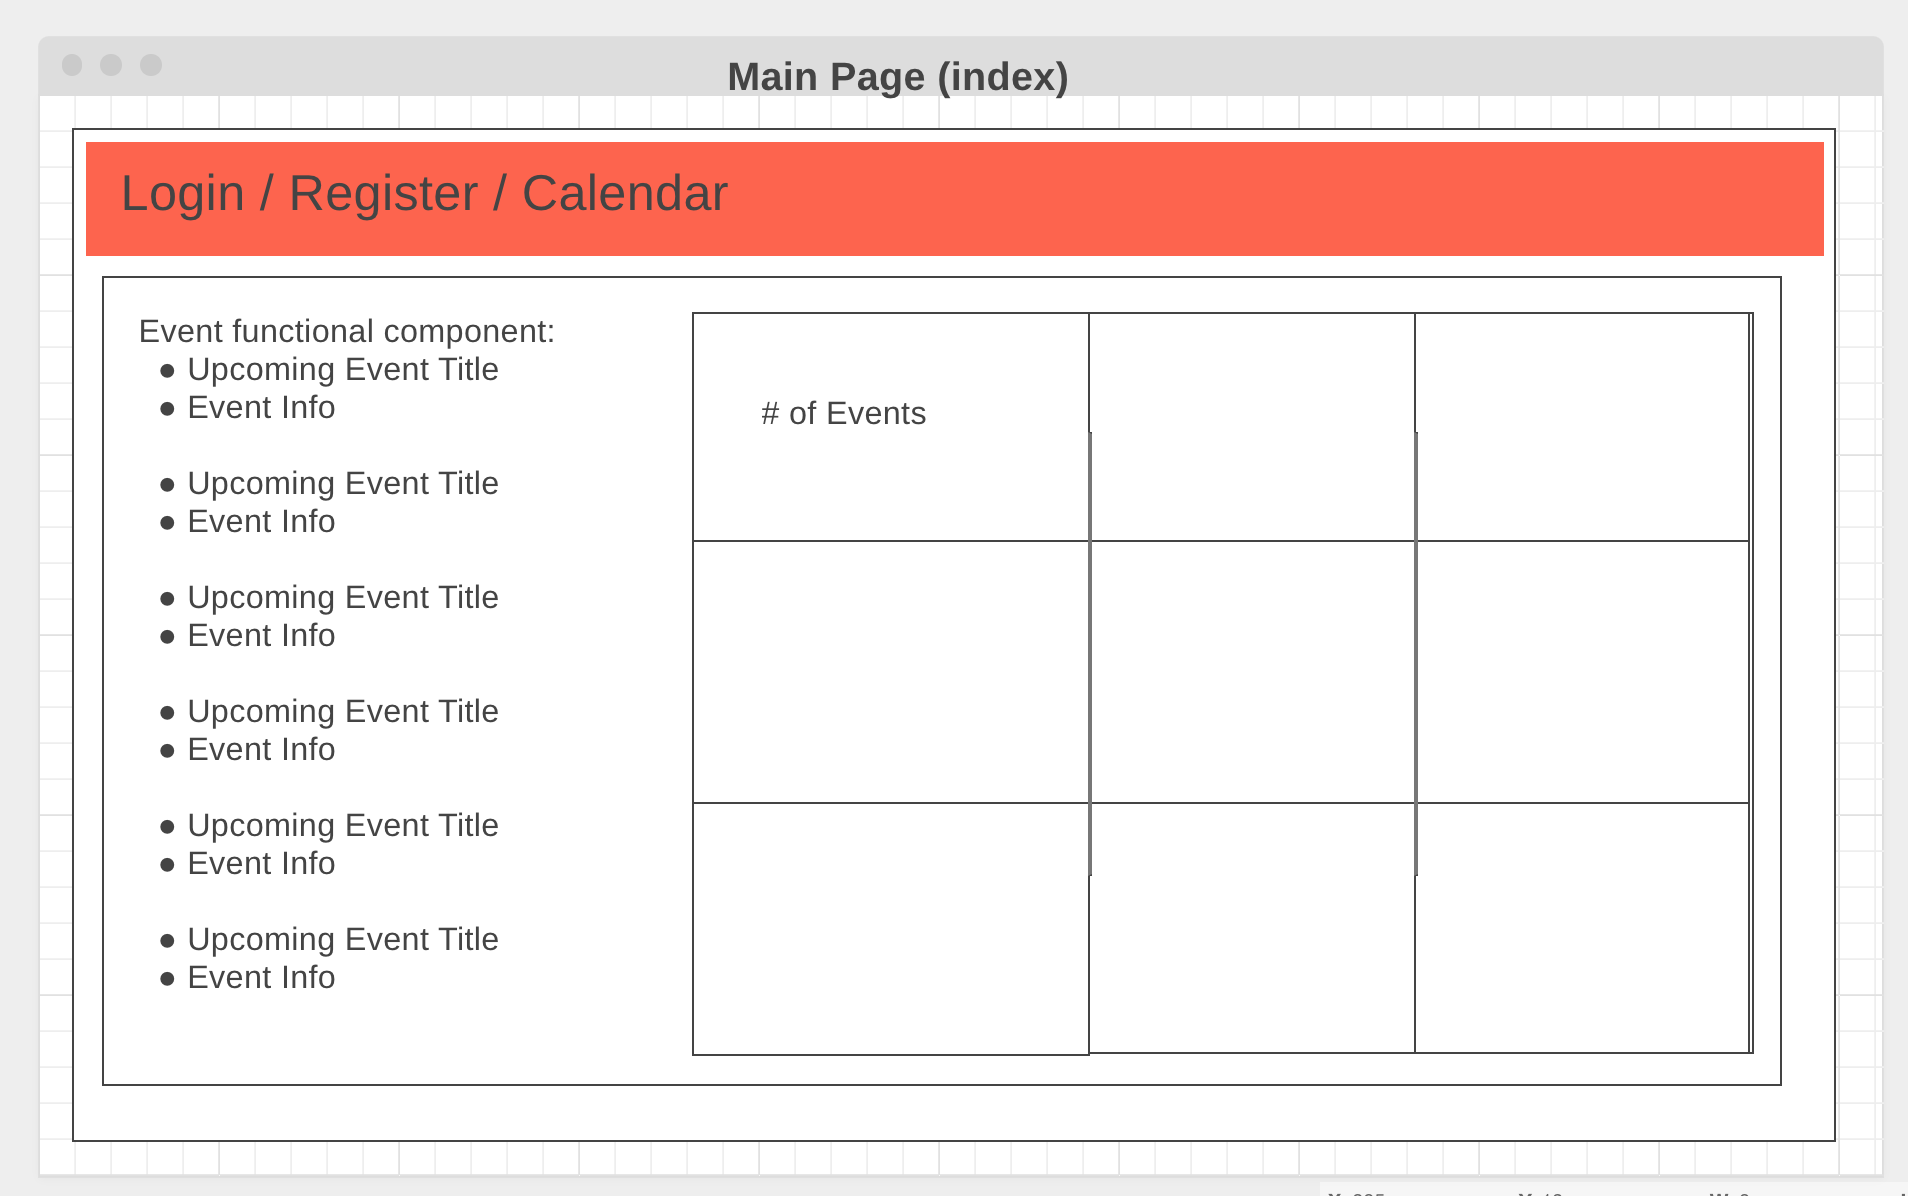 Main Page (index)
Login / Register / Calendar
Event functional component:
● Upcoming Event Title
● Event Info
● Upcoming Event Title
● Event Info
● Upcoming Event Title
● Event Info
● Upcoming Event Title
● Event Info
● Upcoming Event Title
● Event Info
● Upcoming Event Title
● Event Info
# of Events